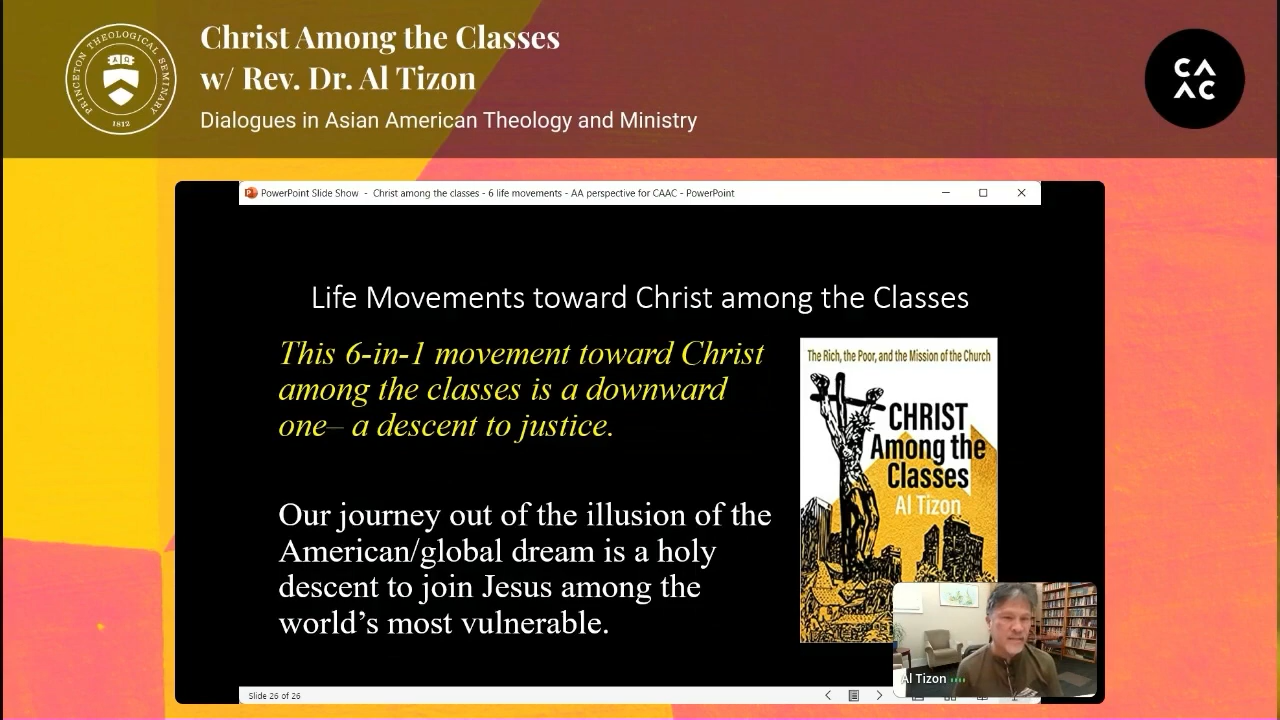 PRINCETON THEOLOGICAL SEMINARY
1812
Christ Among the Classes
w/ Rev. Dr. Al Tizon
Dialogues in Asian American Theology and Ministry
CA
AC
PowerPoint Slide Show - Christ among the classes - 6 life movements - AA perspective for CAAC - PowerPoint
Life Movements toward Christ among the Classes
This 6-in-1 movement toward Christ
among the classes is a downward
one– a descent to justice.
Our journey out of the illusion of the
American/global dream is a holy
descent to join Jesus among the
world’s most vulnerable.
The Rich, the Poor, and the Mission of the Church
CHRIST
Among the
Classes
Al Tizon
Al Tizon
Slide 26 of 26